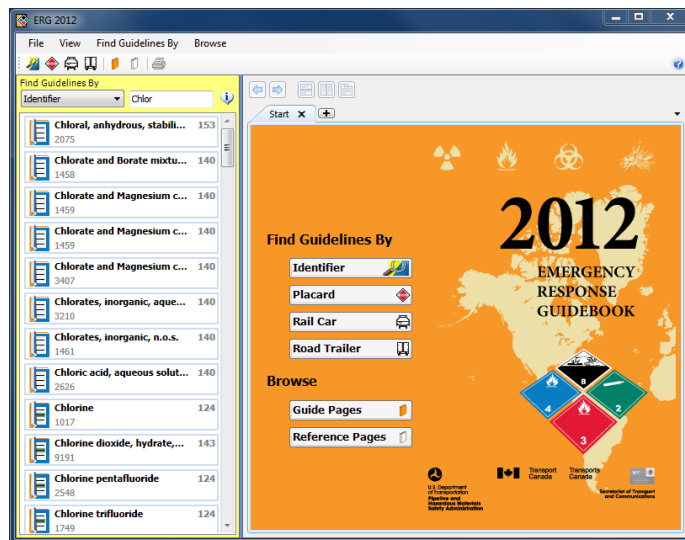 ERG 2012
File View Find Guidelines By Browse
Find Guidelines By
Identifier Chlor
Chloral, anhydrous, stabili... 153
2075
Chlorate and Borate mixtu... 140
1458
Chlorate and Magnesium c... 140
1459
Chlorate and Magnesium c... 140
1459
Chlorate and Magnesium c... 140
3407
Chlorates, inorganic, aque... 140
3210
Chlorates, inorganic, n.o.s. 140
1461
Chloric acid, aqueous solut... 140
2626
Chlorine 124
1017
Chlorine dioxide, hydrate,... 143
9191
Chlorine pentafluoride 124
2548
Chlorine trifluoride 124
1749
Start X
2012
EMERGENCY
RESPONSE
GUIDEBOOK
Find Guidelines By
Identifier
Placard
Rail Car
Road Trailer
Browse
Guide Pages
Reference Pages
8
4
2
3
U.S. Department
of Transportation
Pipeline and
Hazardous Materials
Safety Administration
Transport
Canada
Transports
Canada
Secretariat of Transport
and Communications